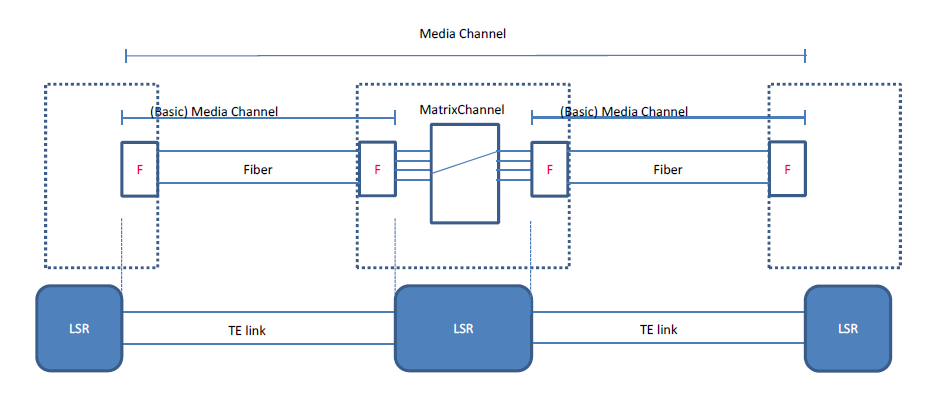 Media Channel
(Basic) Media Channel
MatrixChannel
(Basic) Media Channel
F
Fiber
F
F
Fiber
F
LSR
TE link
LSR
TE link
LSR